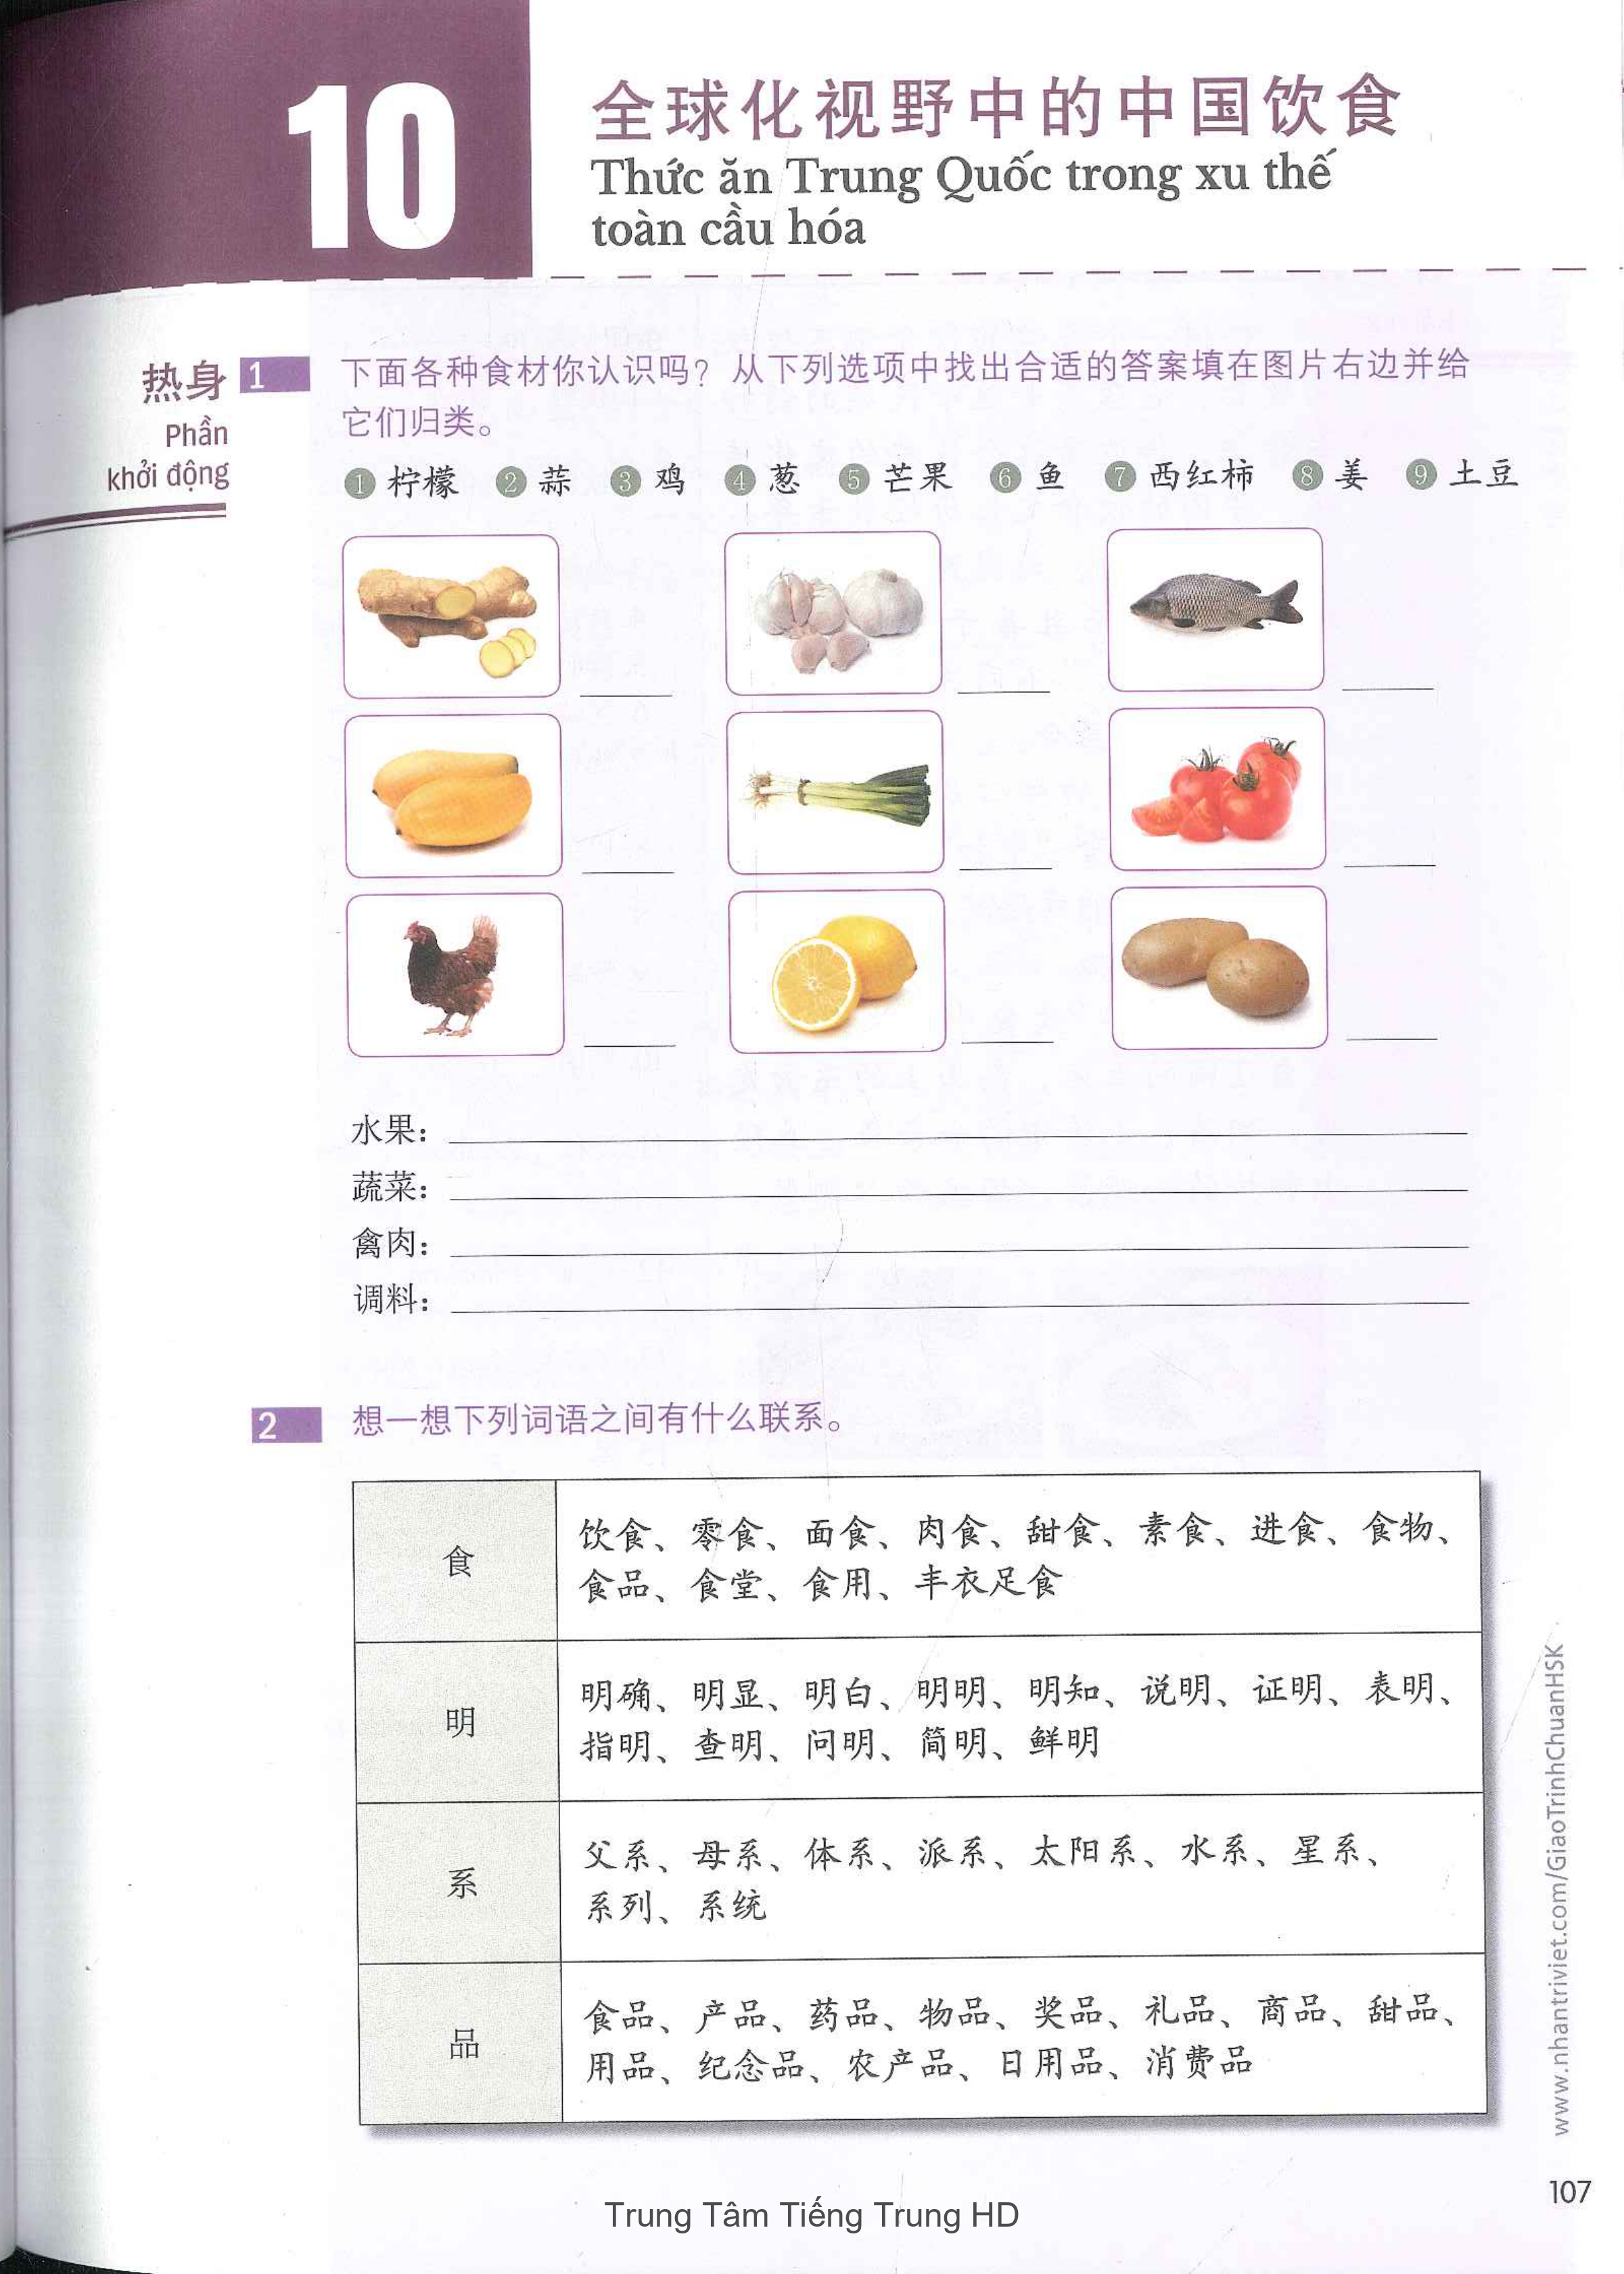 10
全球化视野中的中国饮食
Thức ăn Trung Quốc trong xu thế
toàn cầu hóa
热身
Phần
khởi động
1
下面各种食材你认识吗？从下列选项中找出合适的答案填在图片右边并给
它们归类。
1 柠檬 2 蒜 3 鸡 4 葱 5 芒果 6 鱼 7 西红柿 8 姜 9 土豆
水果：
蔬菜：
禽肉：
调料：
2
想一想下列词语之间有什么联系。
食
饮食、零食、面食、肉食、甜食、素食、进食、食物、
食品、食堂、食用、丰衣足食
明
明确、明显、明白、明明、明知、说明、证明、表明、
指明、查明、问明、简明、鲜明
系
父系、母系、体系、派系、太阳系、水系、星系、
系列、系统
品
食品、产品、药品、物品、奖品、礼品、商品、甜品、
用品、纪念品、农产品、日用品、消费品
www.nhantriviet.com/GiaoTrinhChuanHSK
107
Trung Tâm Tiếng Trung HD